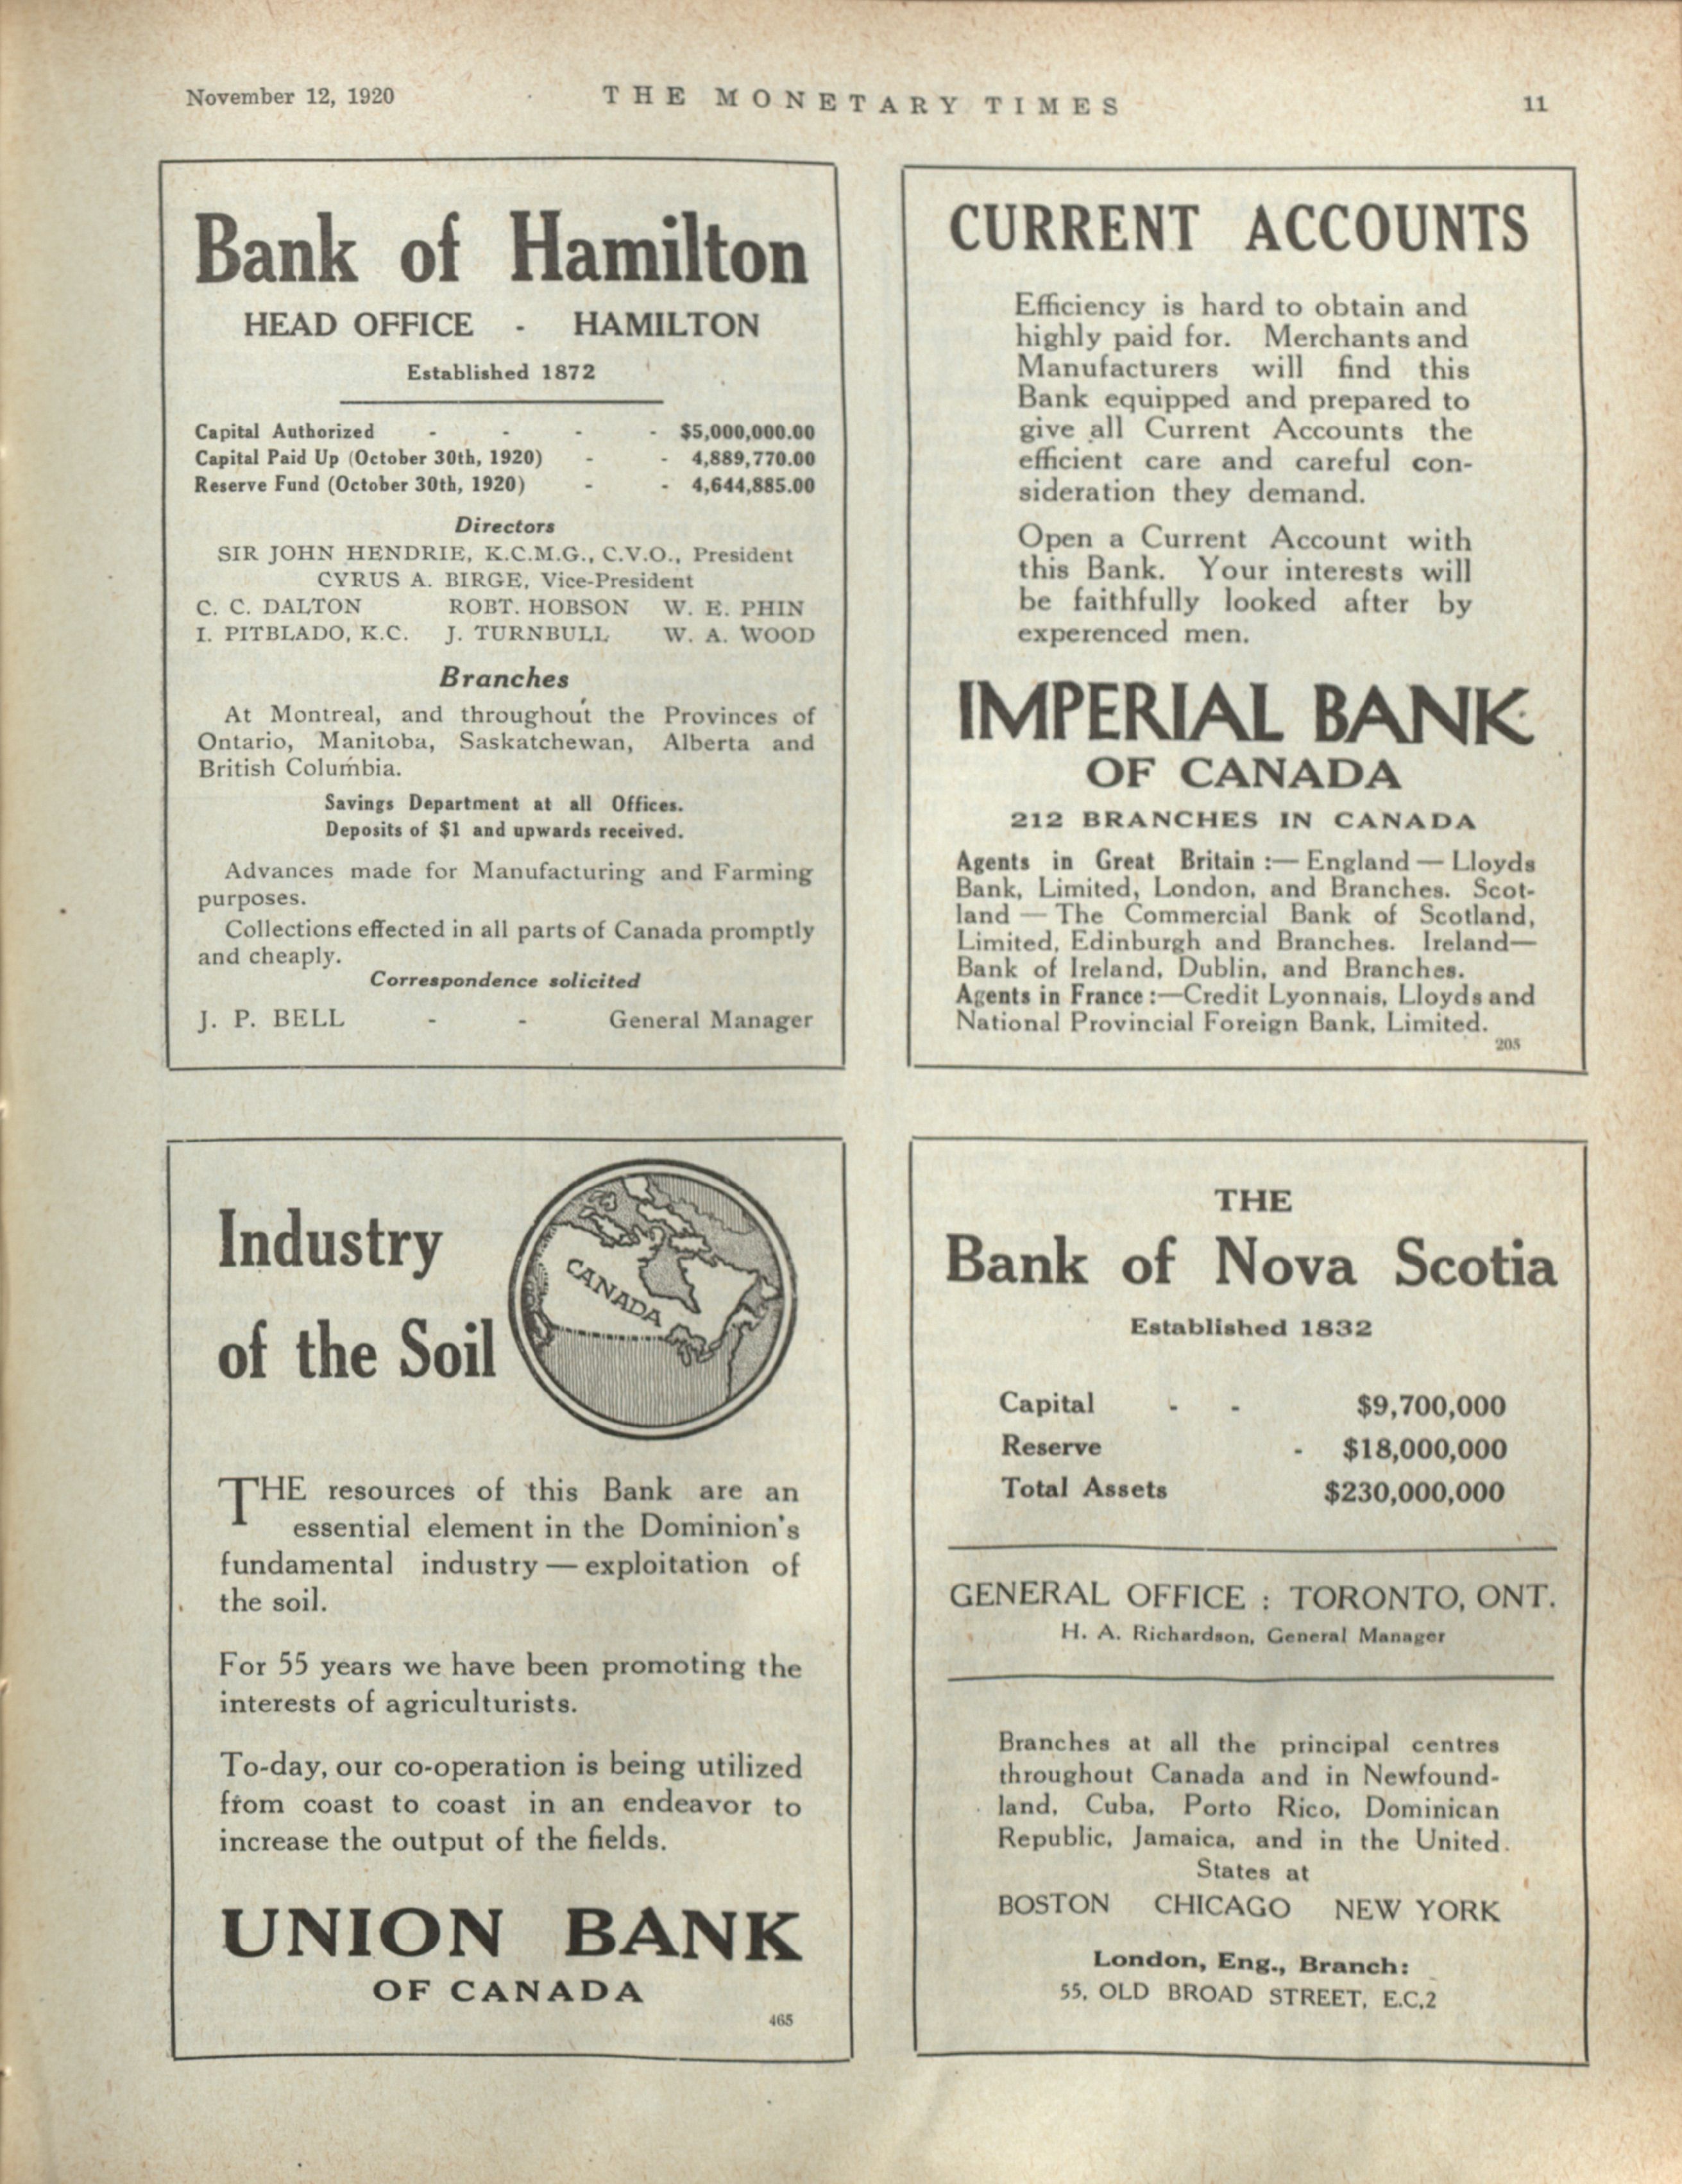 November 12, 1920
THE MONETARY TIMES
11
Bank of Hamilton
HEAD OFFICE - HAMILTON
Established 1872
Capital Authorized - - - - $5,000,000.00
Capital Paid Up (October 30th, 1920) - - 4,889,770.00
Reserve Fund (October 30th, 1920) - - 4,644,885.00
Directors
SIR JOHN HENDRIE, K.C.M.G., C.V.O., President
CYRUS A. BIRGE, Vice-President
C. C. DALTON ROBT. HOBSON W. E. PHIN
I. PITBLADO, K.C. J. TURNBULL W. A. WOOD
Branches
At Montreal, and throughout the Provinces of
Ontario, Manitoba, Saskatchewan, Alberta and
British Columbia.
Savings Department at all Offices.
Deposits of $1 and upwards received.
Advances made for Manufacturing and Farming
purposes.
Collections effected in all parts of Canada promptly
and cheaply.
Correspondence solicited
J. P. BELL - - General Manager
CURRENT ACCOUNTS
Efficiency is hard to obtain and
highly paid for. Merchants and
Manufacturers will find this
Bank equipped and prepared to
give all Current Accounts the
efficient care and careful con-
sideration they demand.
Open a Current Account with
this Bank. Your interests will
be faithfully looked after by
experenced men.
IMPERIAL BANK
OF CANADA
212 BRANCHES IN CANADA
Agents in Great Britain :— England — Lloyds
Bank, Limited, London, and Branches. Scot-
land — The Commercial Bank of Scotland,
Limited, Edinburgh and Branches. Ireland—
Bank of Ireland, Dublin, and Branches.
Agents in France :—Credit Lyonnais, Lloyds and
National Provincial Foreign Bank, Limited.
205
Industry
of the Soil
CANADA
THE resources of this Bank are an
essential element in the Dominion's
fundamental industry — exploitation of
the soil.
For 55 years we have been promoting the
interests of agriculturists.
To-day, our co-operation is being utilized
from coast to coast in an endeavor to
increase the output of the fields.
UNION BANK
OF CANADA
465
THE
Bank of Nova Scotia
Established 1832
Capital - - $9,700,000
Reserve - $18,000,000
Total Assets $230,000,000
GENERAL OFFICE : TORONTO, ONT.
H. A. Richardson, General Manager
Branches at all the principal centres
throughout Canada and in Newfound-
land, Cuba, Porto Rico, Dominican
Republic, Jamaica, and in the United
States at
BOSTON CHICAGO NEW YORK
London, Eng., Branch:
55, OLD BROAD STREET, E.C.2